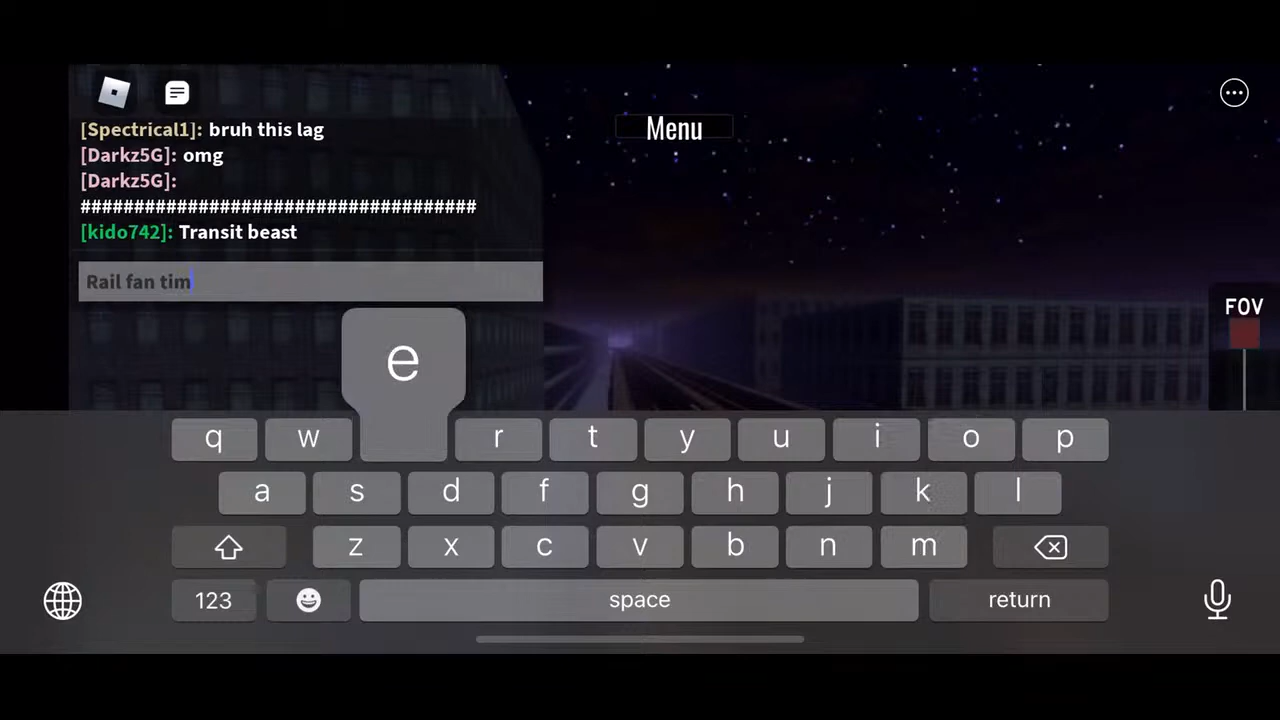 [Spectrical1]: bruh this lag
Menu
[Darkz5G]: omg
[Darkz5G]:
#####################################
[kido742]: Transit beast
Rail fan tim
FOV
e
q w r t y u i o p
a s d f g h j k l
z x c v b n m
123 space return